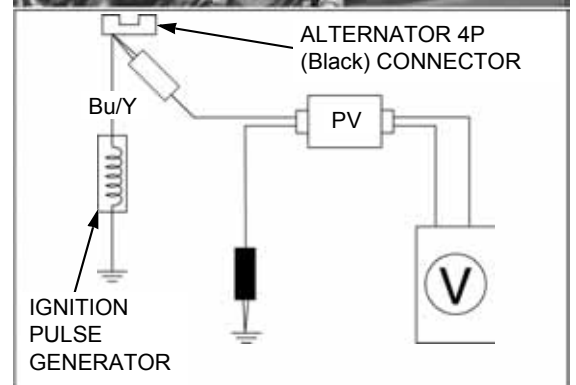 ALTERNATOR 4P
(Black) CONNECTOR
Bu/Y
PV
V
IGNITION
PULSE
GENERATOR